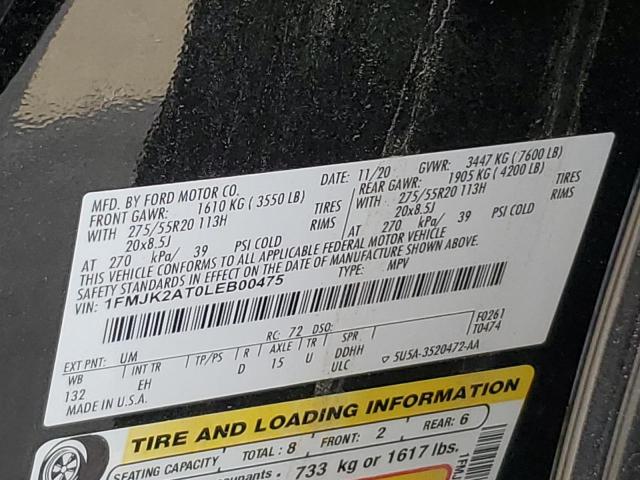 MFD. BY FORD MOTOR CO.
DATE: 11/20 GVWR: 3447 KG ( 7600 LB)
FRONT GAWR: 1610 KG ( 3550 LB)
REAR GAWR: 1905 KG ( 4200 LB)
WITH 275/55R20 113H TIRES
WITH 275/55R20 113H TIRES
20x8.5J RIMS
20x8.5J RIMS
AT 270 kPa/ 39 PSI COLD
AT 270 kPa/ 39 PSI COLD
THIS VEHICLE CONFORMS TO ALL APPLICABLE FEDERAL MOTOR VEHICLE
SAFETY STANDARDS IN EFFECT ON THE DATE OF MANUFACTURE SHOWN ABOVE.
VIN: 1FMJK2AT0LEB00475 TYPE: MPV
F0261
T0474
EXT PNT: UM RC: 72 DSO:
WB INT TR TP/PS R AXLE TR SPR
132 EH D 15 U DDHH
ULC 5U5A-3520472-AA
MADE IN U.S.A.
TIRE AND LOADING INFORMATION
SEATING CAPACITY TOTAL: 8 FRONT: 2 REAR: 6
733 kg or 1617 lbs.
1FMJ